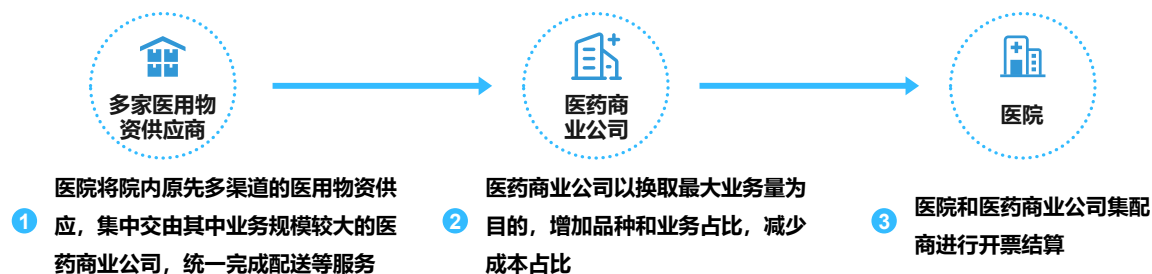 多家医用物
资供应商
医药商
业公司
医院
1
医院将院内原先多渠道的医用物资供
应，集中交由其中业务规模较大的医
药商业公司，统一完成配送等服务
2
医药商业公司以换取最大业务量为
目的，增加品种和业务占比，减少
成本占比
3
医院和医药商业公司集配
商进行开票结算